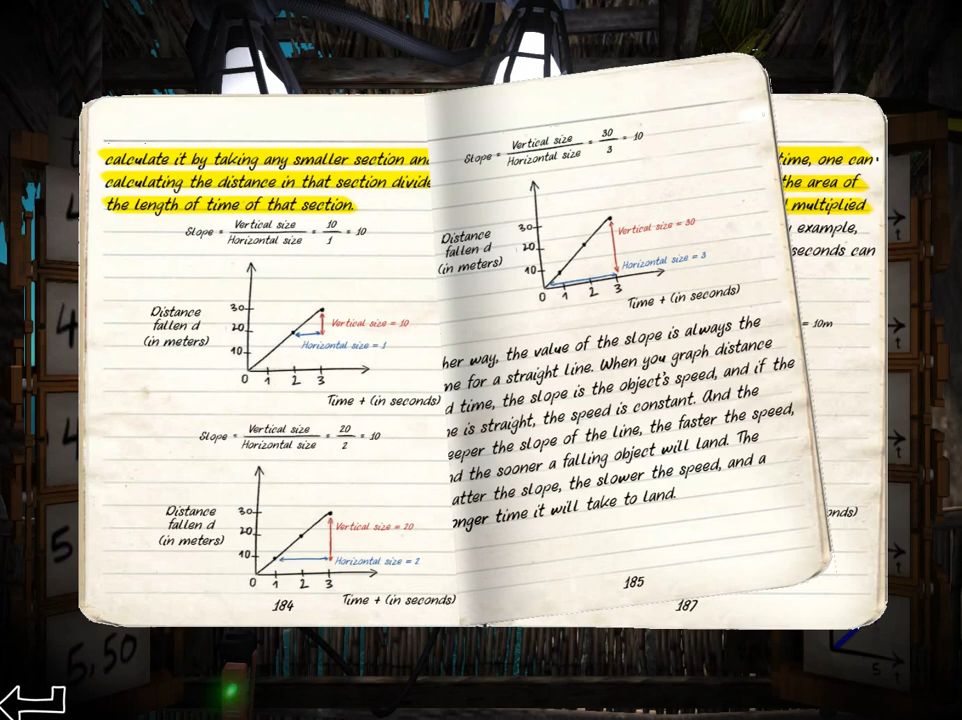 calculate it by taking any smaller section and
calculating the distance in that section divide
the length of time of that section.
Slope = Vertical size / Horizontal size = 10 / 1 = 10
30
20
10
0 1 2 3
Distance
fallen d
(in meters)
Vertical size = 10
Horizontal size = 1
Time + (in seconds)
Slope = Vertical size / Horizontal size = 20 / 2 = 10
30
20
10
0 1 2 3
Distance
fallen d
(in meters)
Vertical size = 20
Horizontal size = 2
Time + (in seconds)
184
Slope = Vertical size / Horizontal size = 30 / 3 = 10
30
20
10
0 1 2 3
Distance
fallen d
(in meters)
Vertical size = 30
Horizontal size = 3
Time + (in seconds)
her way, the value of the slope is always the
me for a straight line. When you graph distance
d time, the slope is the object's speed, and if the
ne is straight, the speed is constant. And the
eeper the slope of the line, the faster the speed,
nd the sooner a falling object will land. The
atter the slope, the slower the speed, and a
onger time it will take to land.
185
time, one can
the area of
multiplied
example,
seconds can
= 10m
onds)
187
4
4
5
5, 50
5